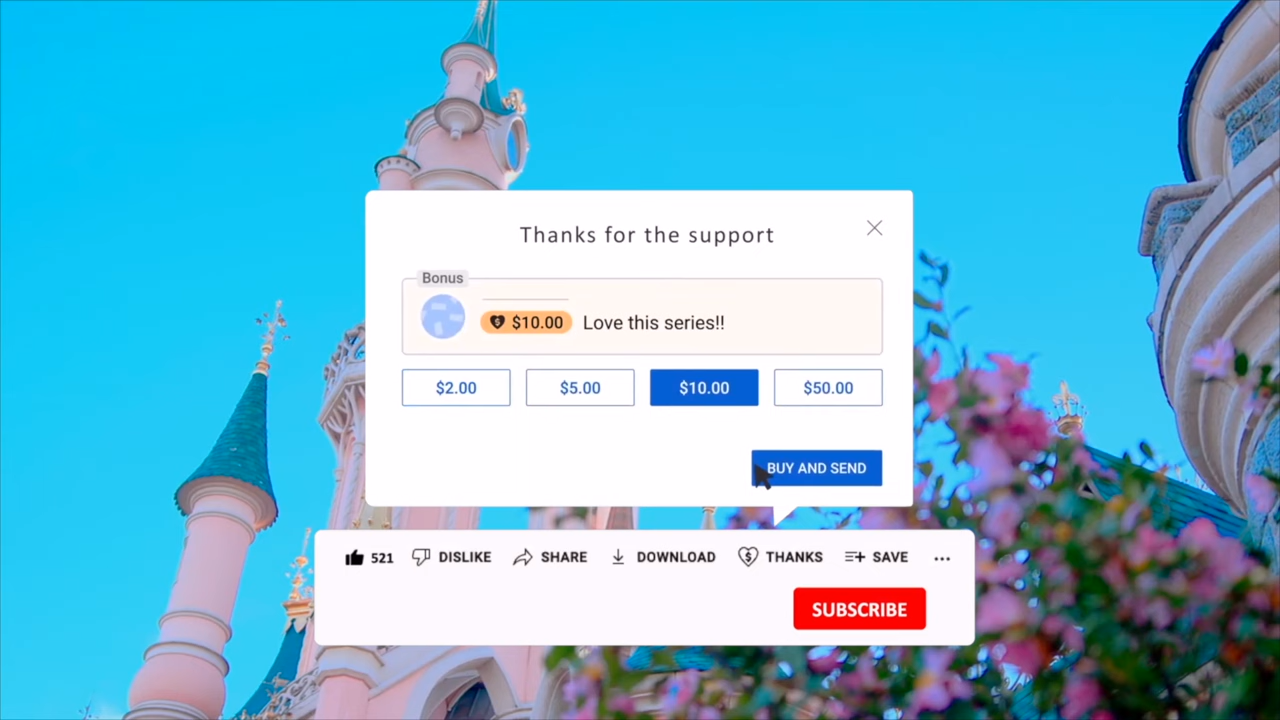 Thanks for the support
Bonus
$10.00 Love this series!!
$2.00 $5.00 $10.00 $50.00
BUY AND SEND
521 DISLIKE SHARE DOWNLOAD THANKS SAVE ...
SUBSCRIBE